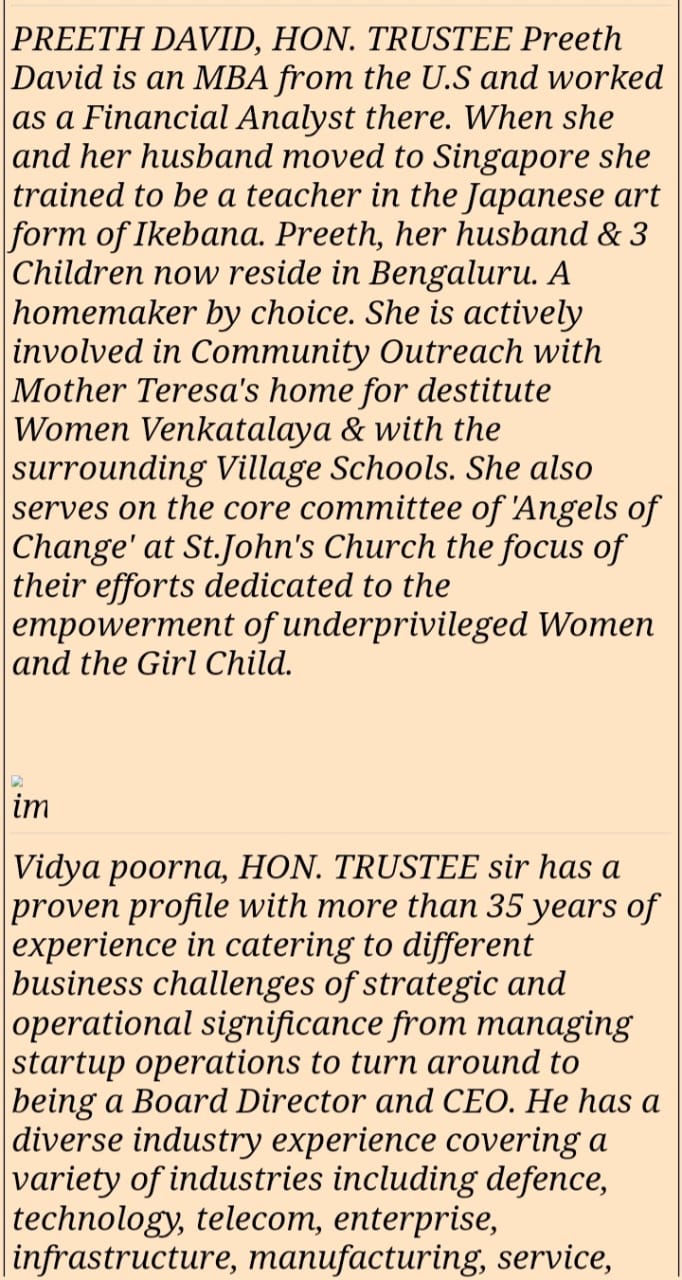 PREETH DAVID, HON. TRUSTEE Preeth
David is an MBA from the U.S and worked
as a Financial Analyst there. When she
and her husband moved to Singapore she
trained to be a teacher in the Japanese art
form of Ikebana. Preeth, her husband & 3
Children now reside in Bengaluru. A
homemaker by choice. She is actively
involved in Community Outreach with
Mother Teresa's home for destitute
Women Venkatalaya & with the
surrounding Village Schools. She also
serves on the core committee of 'Angels of
Change' at St.John's Church the focus of
their efforts dedicated to the
empowerment of underprivileged Women
and the Girl Child.
im
Vidya poorna, HON. TRUSTEE sir has a
proven profile with more than 35 years of
experience in catering to different
business challenges of strategic and
operational significance from managing
startup operations to turn around to
being a Board Director and CEO. He has a
diverse industry experience covering a
variety of industries including defence,
technology, telecom, enterprise,
infrastructure, manufacturing, service,